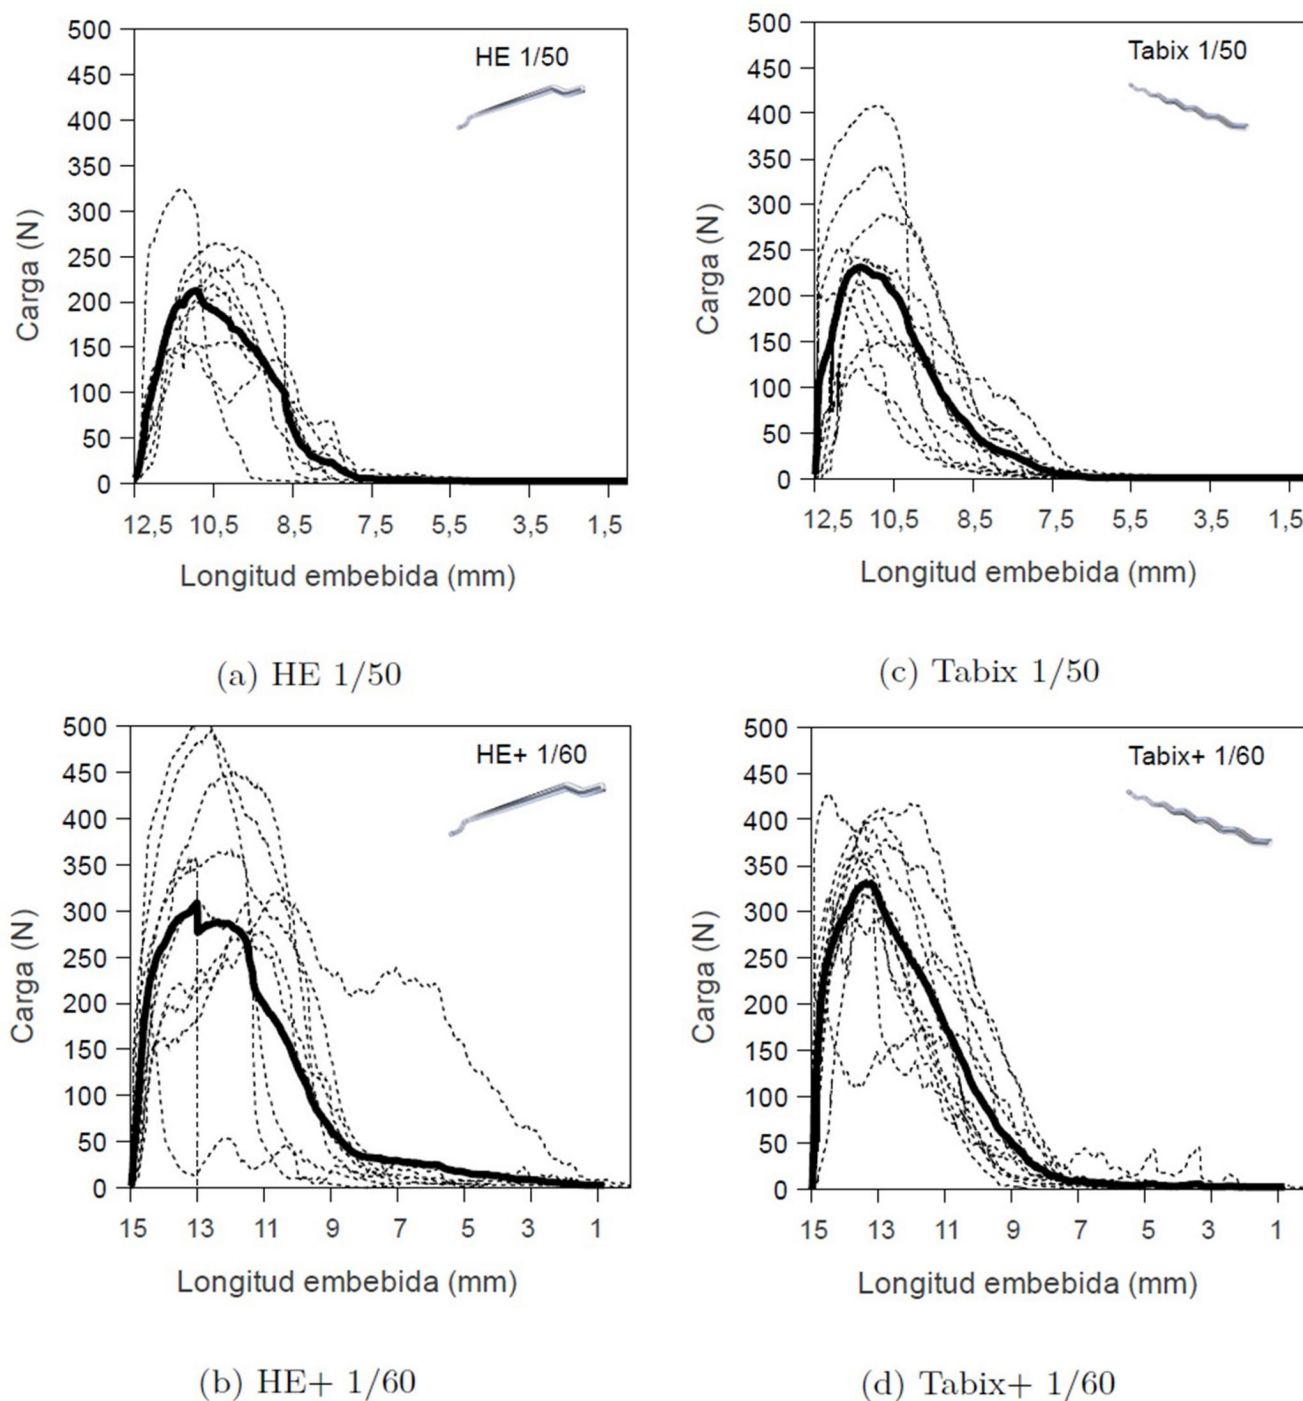 500
450
400
350
300
250
200
150
100
50
0
Carga (N)
HE 1/50
12,5 10,5 8,5 7,5 5,5 3,5 1,5
Longitud embebida (mm)
(a) HE 1/50
500
450
400
350
300
250
200
150
100
50
0
Carga (N)
Tabix 1/50
12,5 10,5 8,5 7,5 5,5 3,5 1,5
Longitud embebida (mm)
(c) Tabix 1/50
500
450
400
350
300
250
200
150
100
50
0
Carga (N)
HE+ 1/60
15 13 11 9 7 5 3 1
Longitud embebida (mm)
(b) HE+ 1/60
500
450
400
350
300
250
200
150
100
50
0
Carga (N)
Tabix+ 1/60
15 13 11 9 7 5 3 1
Longitud embebida (mm)
(d) Tabix+ 1/60